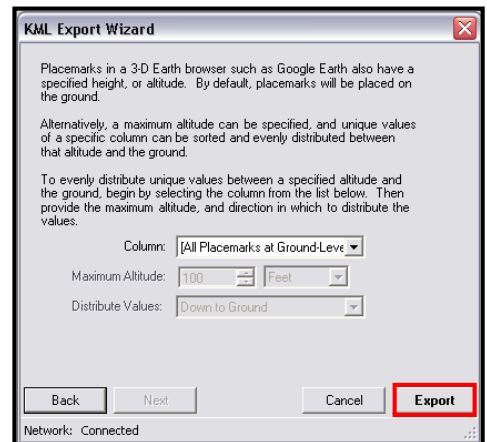 KML Export Wizard
Placemarks in a 3-D Earth browser such as Google Earth also have a
specified height, or altitude. By default, placemarks will be placed on
the ground.
Alternatively, a maximum altitude can be specified, and unique values
of a specific column can be sorted and evenly distributed between
that altitude and the ground.
To evenly distribute unique values between a specified altitude and
the ground, begin by selecting the column from the list below. Then
provide the maximum altitude, and direction in which to distribute the
values.
Column: [All Placemarks at Ground-Leve
Maximum Altitude: 100 Feet
Distribute Values: Down to Ground
Back Next Cancel Export
Network: Connected